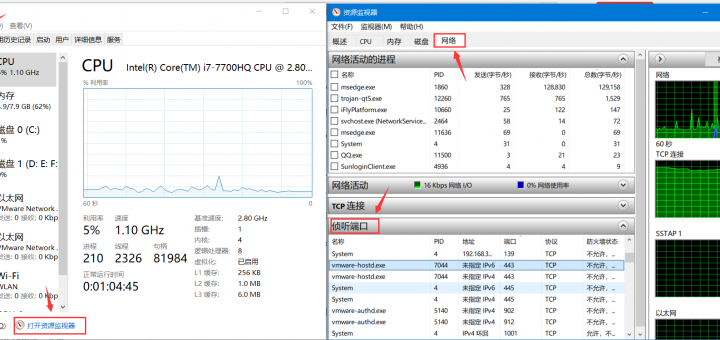 查看(V)
用历史记录 启动 用户 详细信息 服务
CPU
5% 1.10 GHz
内存
4.9/7.9 GB (62%)
磁盘 0 (C:)
磁盘 1 (D: E: F:
以太网
VMware Network
发送: 0 接收: 0 Kbp
以太网
VMware Network
发送: 0 接收: 0 Kbp
Wi-Fi
WLAN
发送: 0 接收: 0 Kbp
打开资源监视器
CPU
Intel(R) Core(TM) i7-7700HQ CPU @ 2.80...
% 利用率
100%
60 秒
利用率
5%
速度
1.10 GHz
进程
210
线程
2326
句柄
81984
正常运行时间
0:01:04:45
基准速度: 2.80 GHz
插槽: 1
内核: 4
逻辑处理器: 8
虚拟化: 已启用
L1 缓存: 256 KB
L2 缓存: 1.0 MB
L3 缓存: 6.0 MB
资源监视器
文件(F) 监视器(M) 帮助(H)
概述 CPU 内存 磁盘 网络
网络活动的进程
名称 PID 发送(字节/秒) 接收(字节/秒) 总数(字节/秒)
msedge.exe 1860 328 128,830 129,158
trojan-qt5.exe 12260 765 765 1,529
iFlyPlatform.exe 10660 25 122 147
svchost.exe (NetworkService... 2464 58 14 72
msedge.exe 11636 69 0 69
System 4 31 0 31
QQ.exe 11500 3 21 23
SunloginClient.exe 4936 4 4 9
网络活动 16 Kbps 网络 I/O 0% 网络使用率
TCP 连接
侦听端口
名称 PID 地址 端口 协议 防火墙状态
System 4 192.168.3... 139 TCP 不允许，..
vmware-hostd.exe 7044 未指定 IPv6 443 TCP 不允许，..
vmware-hostd.exe 7044 未指定 IPv4 443 TCP 不允许，..
System 4 未指定 IPv6 445 TCP 不允许，..
System 4 未指定 IPv4 445 TCP 不允许，..
vmware-authd.exe 5140 未指定 IPv4 902 TCP 不允许，..
vmware-authd.exe 5140 未指定 IPv4 912 TCP 不允许，..
System 4 IPv4 环回 1001 TCP 允许，不..
网络
60 秒
TCP 连接
SSTAP 1
以太网